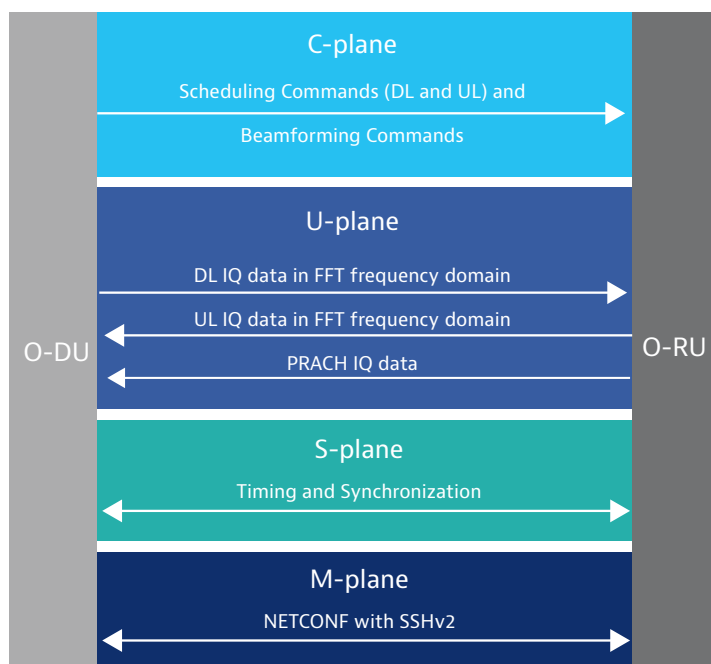 C-plane
Scheduling Commands (DL and UL) and
Beamforming Commands
U-plane
DL IQ data in FFT frequency domain
UL IQ data in FFT frequency domain
PRACH IQ data
O-DU
O-RU
S-plane
Timing and Synchronization
M-plane
NETCONF with SSHv2